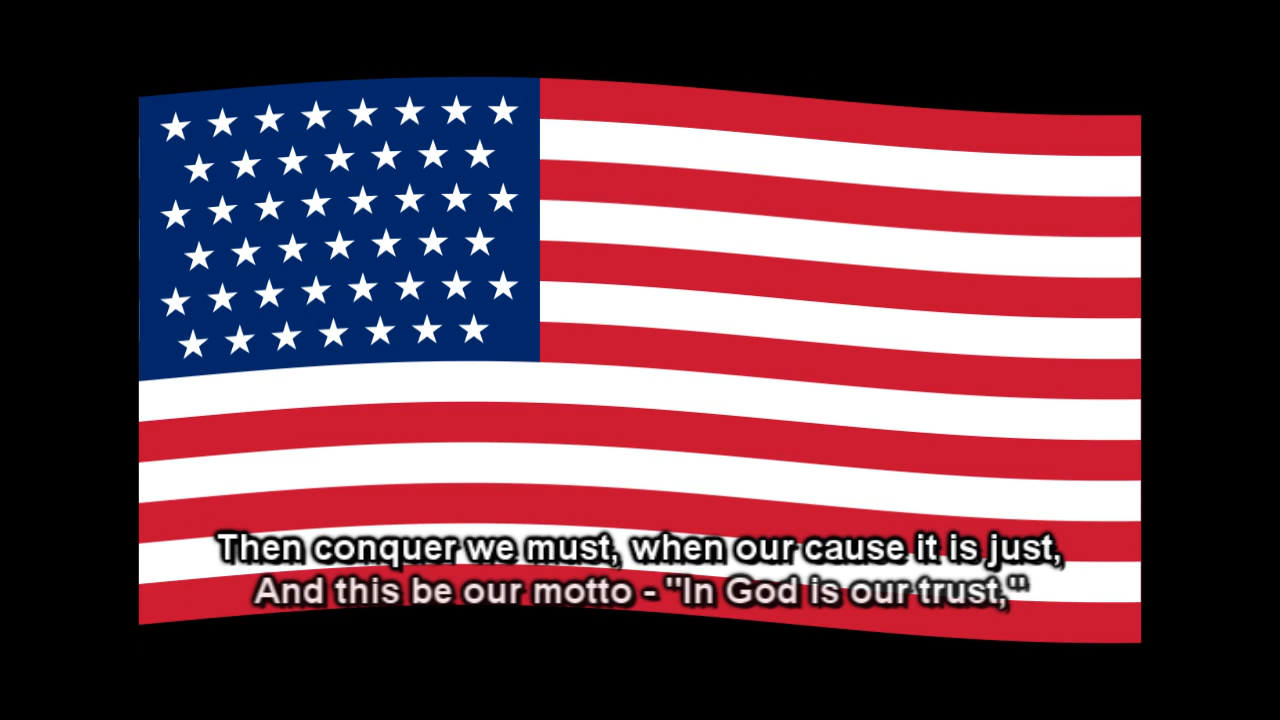 Then conquer we must, when our cause it is just,
And this be our motto - "In God is our trust,"